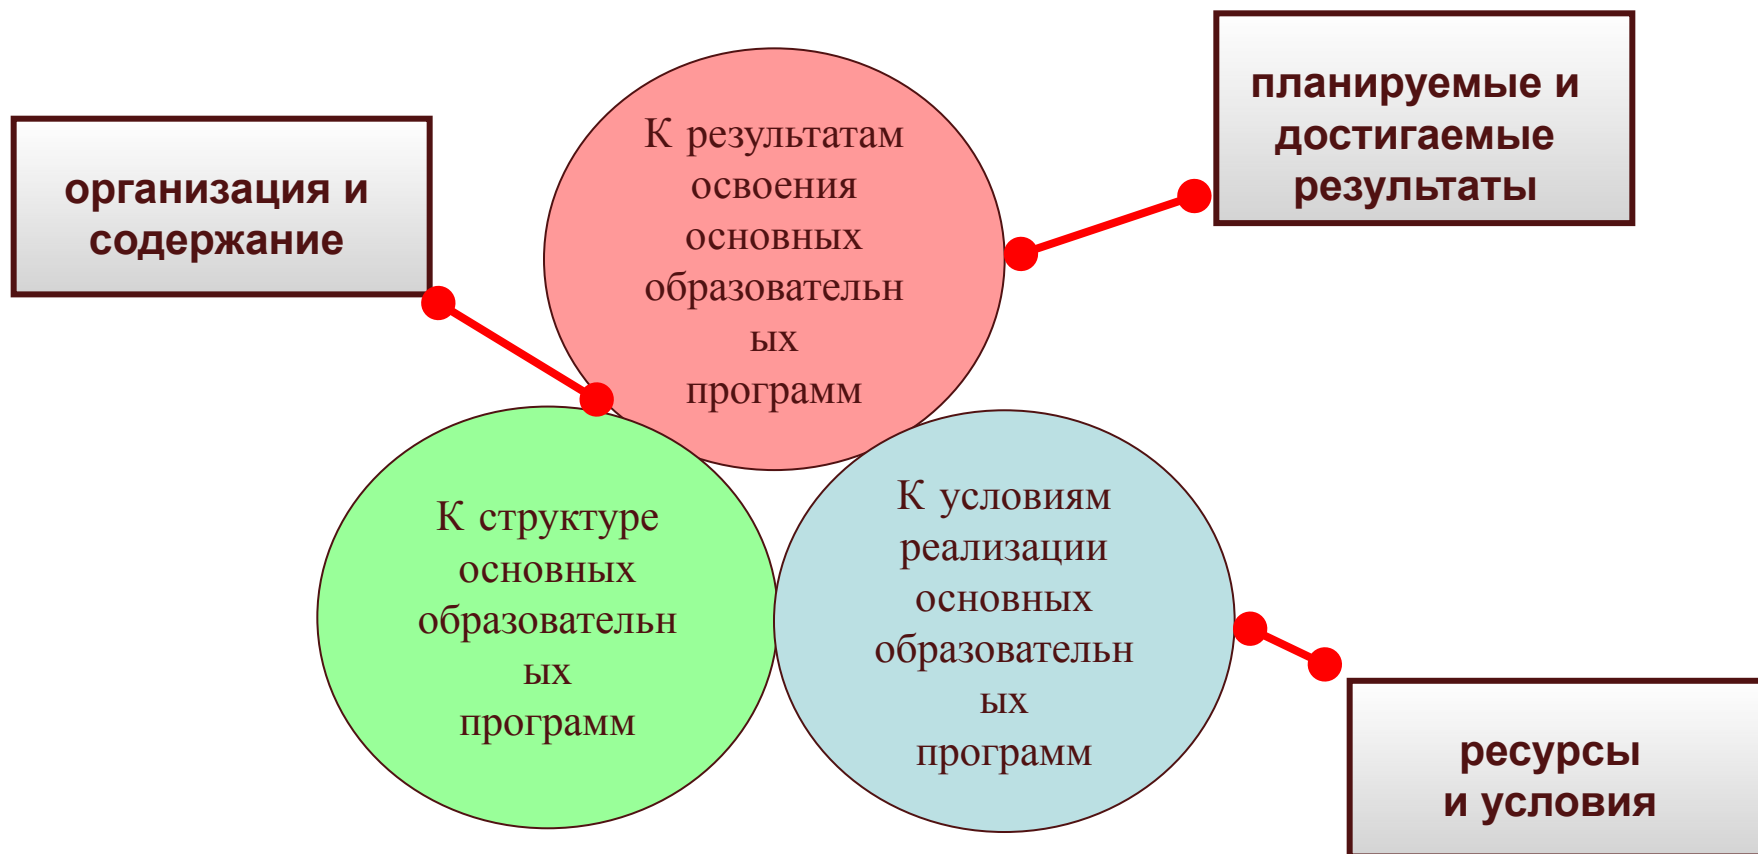 планируемые и
достигаемые
результаты
К результатам
освоения
основных
образовательн
ых
программ
организация и
содержание
К структуре
основных
образовательн
ых
программ
К условиям
реализации
основных
образовательн
ых
программ
ресурсы
и условия